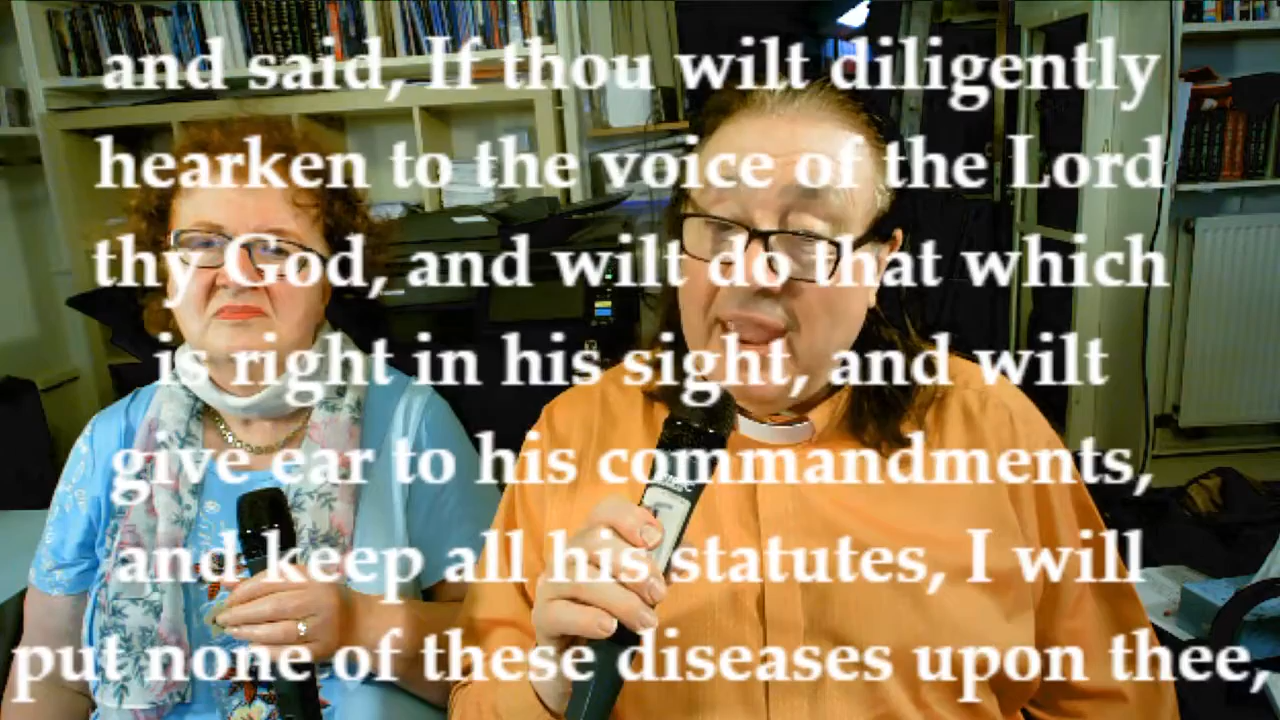 and said, If thou wilt diligently
hearken to the voice of the Lord
thy God, and wilt do that which
is right in his sight, and wilt
give ear to his commandments,
and keep all his statutes, I will
put none of these diseases upon thee,